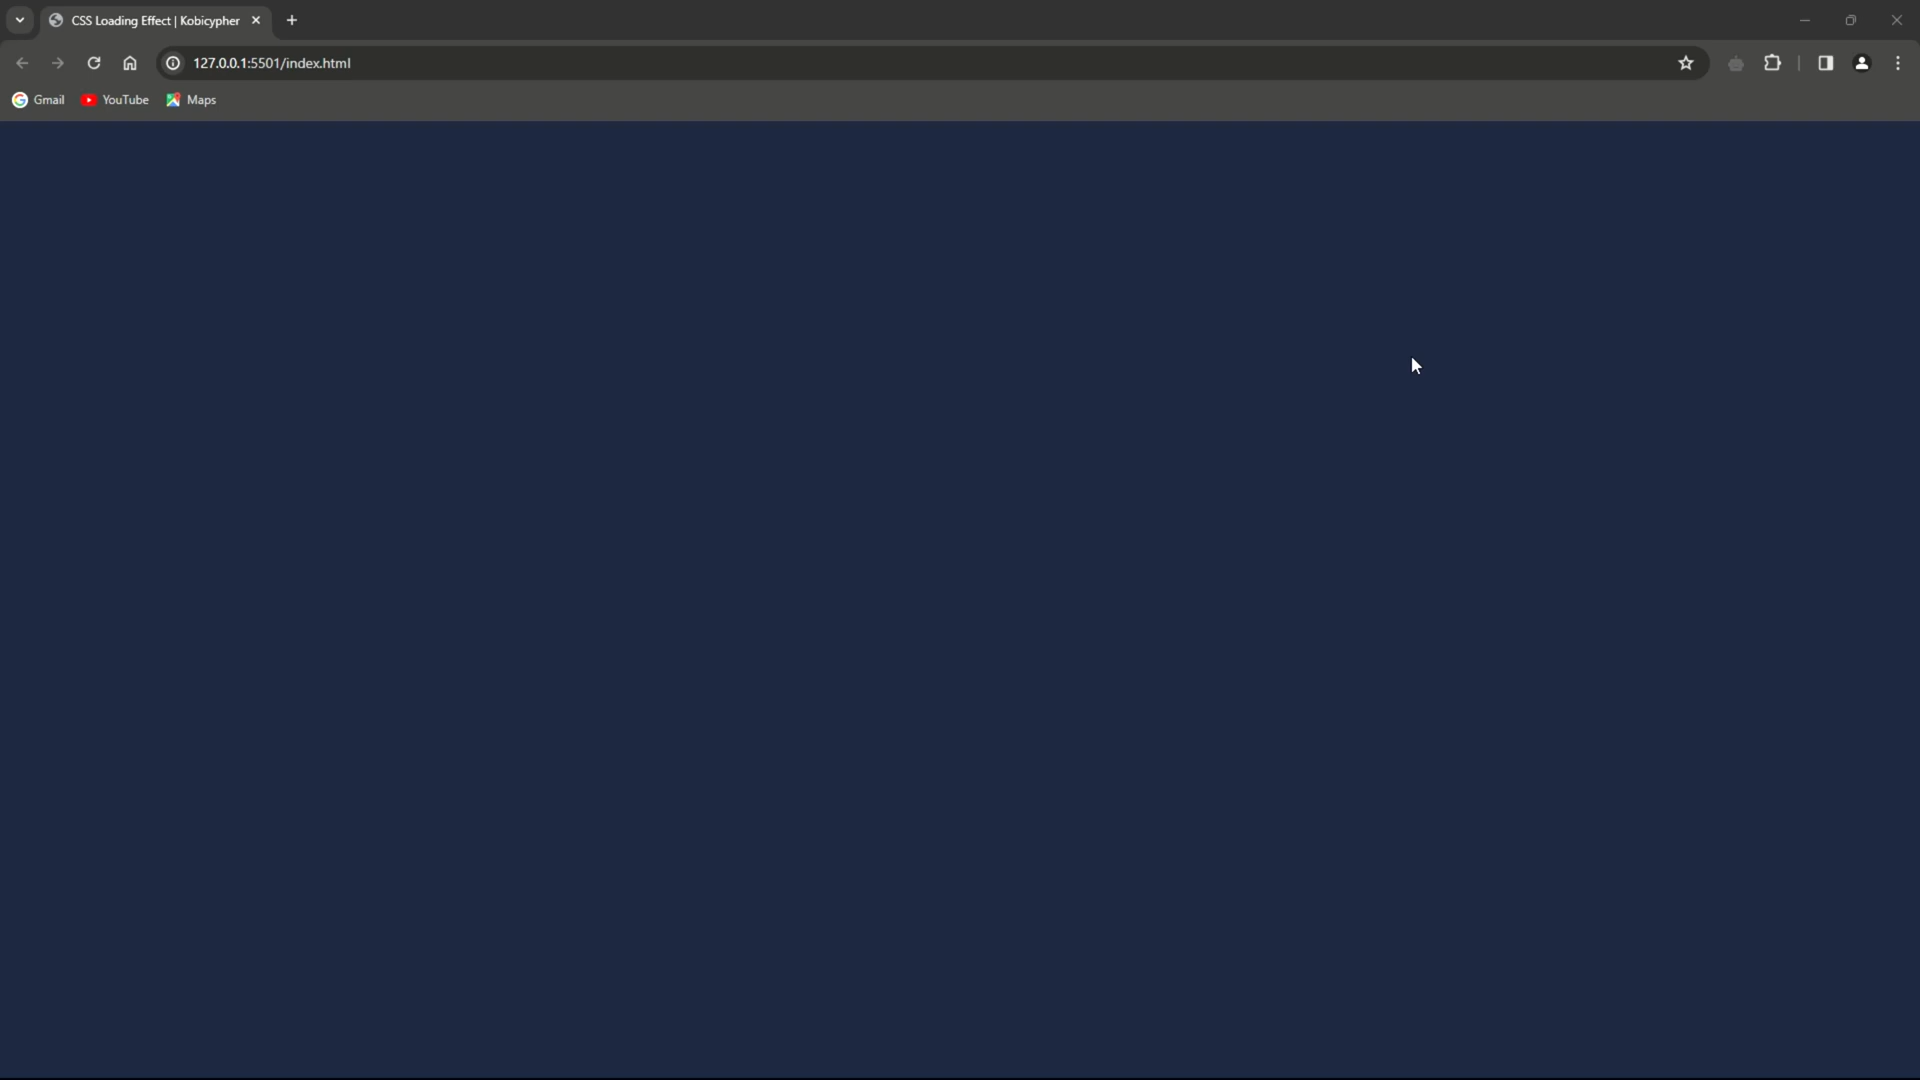 CSS Loading Effect | Kobicypher
127.0.0.1:5501/index.html
Gmail YouTube Maps